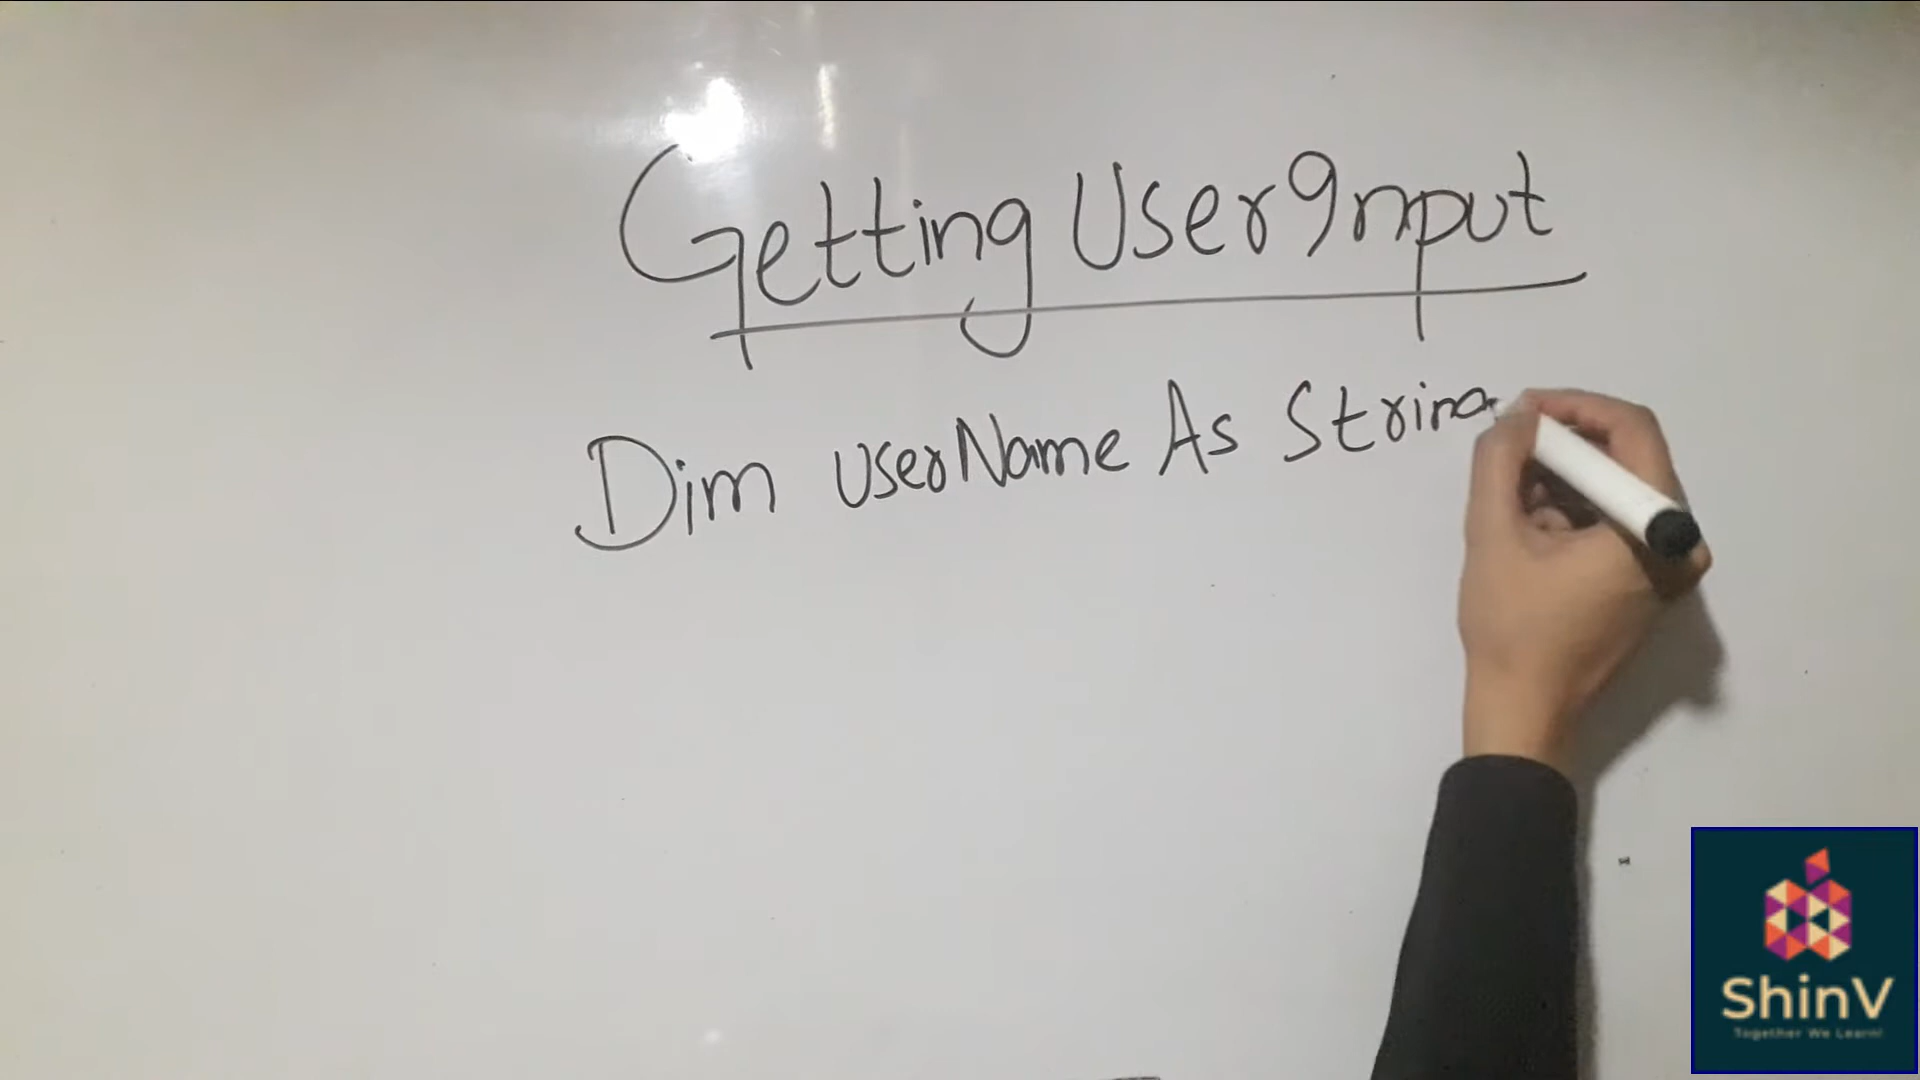 Getting User Input
Dim userName As String
ShinV
Together We Learn!